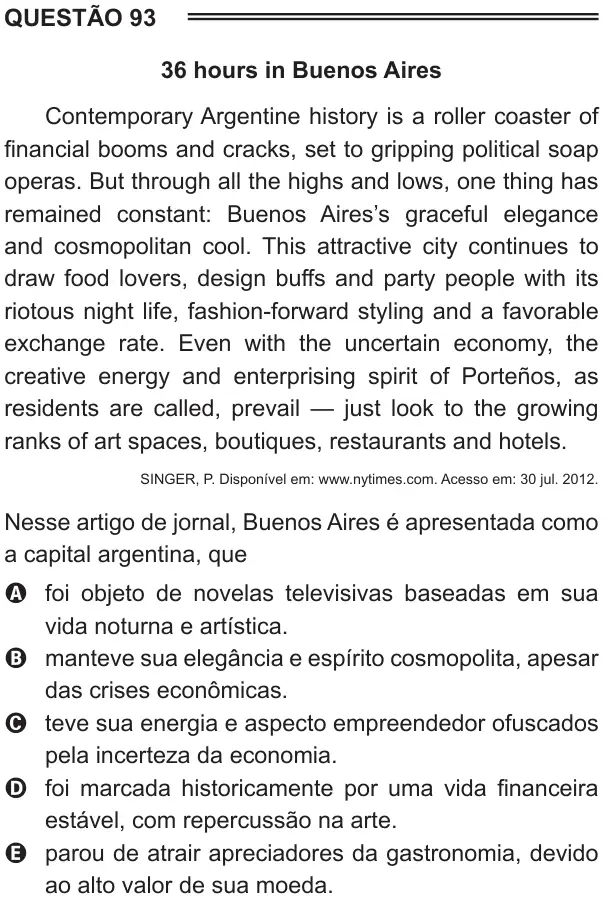 QUESTÃO 93
36 hours in Buenos Aires
Contemporary Argentine history is a roller coaster of
financial booms and cracks, set to gripping political soap
operas. But through all the highs and lows, one thing has
remained constant: Buenos Aires’s graceful elegance
and cosmopolitan cool. This attractive city continues to
draw food lovers, design buffs and party people with its
riotous night life, fashion-forward styling and a favorable
exchange rate. Even with the uncertain economy, the
creative energy and enterprising spirit of Porteños, as
residents are called, prevail — just look to the growing
ranks of art spaces, boutiques, restaurants and hotels.
SINGER, P. Disponível em: www.nytimes.com. Acesso em: 30 jul. 2012.
Nesse artigo de jornal, Buenos Aires é apresentada como
a capital argentina, que
A foi objeto de novelas televisivas baseadas em sua
vida noturna e artística.
B manteve sua elegância e espírito cosmopolita, apesar
das crises econômicas.
C teve sua energia e aspecto empreendedor ofuscados
pela incerteza da economia.
D foi marcada historicamente por uma vida financeira
estável, com repercussão na arte.
E parou de atrair apreciadores da gastronomia, devido
ao alto valor de sua moeda.